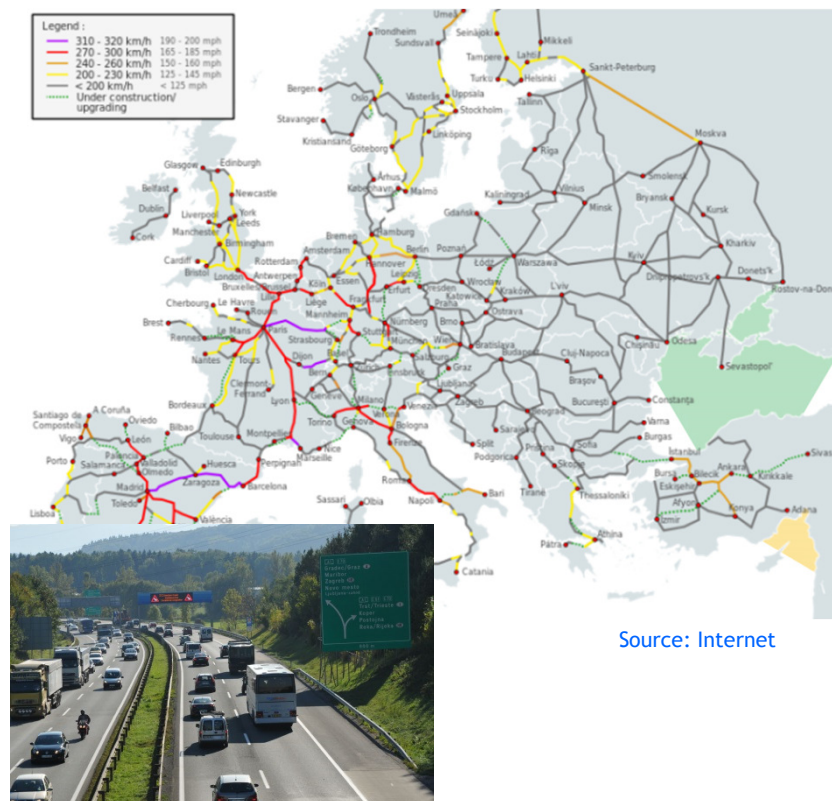 Legend :
310 - 320 km/h 190 - 200 mph
270 - 300 km/h 165 - 185 mph
240 - 260 km/h 150 - 160 mph
200 - 230 km/h 125 - 145 mph
< 200 km/h < 125 mph
Under construction/
upgrading
Umeå
Trondheim
Sundsvall
Seinäjoki
Mikkeli
Tampere
Lahti
Turku
Helsinki
Sankt-Peterburg
Tallinn
Bergen
Oslo
Västerås
Uppsala
Stockholm
Stavanger
Kristiansand
Linköping
Göteborg
Moskva
Rīga
Glasgow
Edinburgh
Belfast
Newcastle
Århus
København
Malmö
Kaliningrad
Vilnius
Smolensk
Minsk
Bryansk
Kursk
Dublin
Liverpool
York
Leeds
Manchester
Cork
Birmingham
Gdańsk
Bremen
Hamburg
Amsterdam
Berlin
Hannover
Poznań
Warszawa
Łódź
Kyiv
Kharkiv
Cardiff
Bristol
London
Rotterdam
Antwerpen
Bruxelles/
Brussel
Lille
Köln
Essen
Leipzig
Erfurt
Dresden
Wrocław
Katowice
Kraków
L'viv
Dnipropetrovs'k
Donets'k
Rostov-na-Don
Cherbourg
Le Havre
Rouen
Liège
Frankfurt
Mannheim
Praha
Ostrava
Brest
Le Mans
Paris
Rennes
Nantes
Tours
Strasbourg
Stuttgart
Nürnberg
München
Brno
Wien
Bratislava
Chişinău
Odesa
Sevastopol'
Dijon
Basel
Bern
Zürich
Innsbruck
Salzburg
Graz
Budapest
Cluj-Napoca
Braşov
Clermont-
Ferrand
Genève
Lyon
Milano
Verona
Venezia
Ljubljana
Zagreb
Bucureşti
Constanţa
Bordeaux
Torino
Genova
Bologna
Beograd
Varna
Burgas
Santiago de
Compostela
A Coruña
Oviedo
Bilbao
Vigo
León
Toulouse
Montpellier
Nice
Marseille
Firenze
Split
Sarajevo
Sofia
Podgorica
Priština
Skopje
İstanbul
Porto
Palencia
Salamanca
Valladolid
Olmedo
Huesca
Zaragoza
Perpignan
Barcelona
Madrid
Roma
Napoli
Bari
Tiranë
Thessaloníki
Bursa
Bilecik
Ankara
Kırıkkale
Sivas
Eskişehir
Afyon
İzmir
Konya
Adana
Lisboa
València
Sassari
Olbia
Pátra
Athína
Catania
Source: Internet